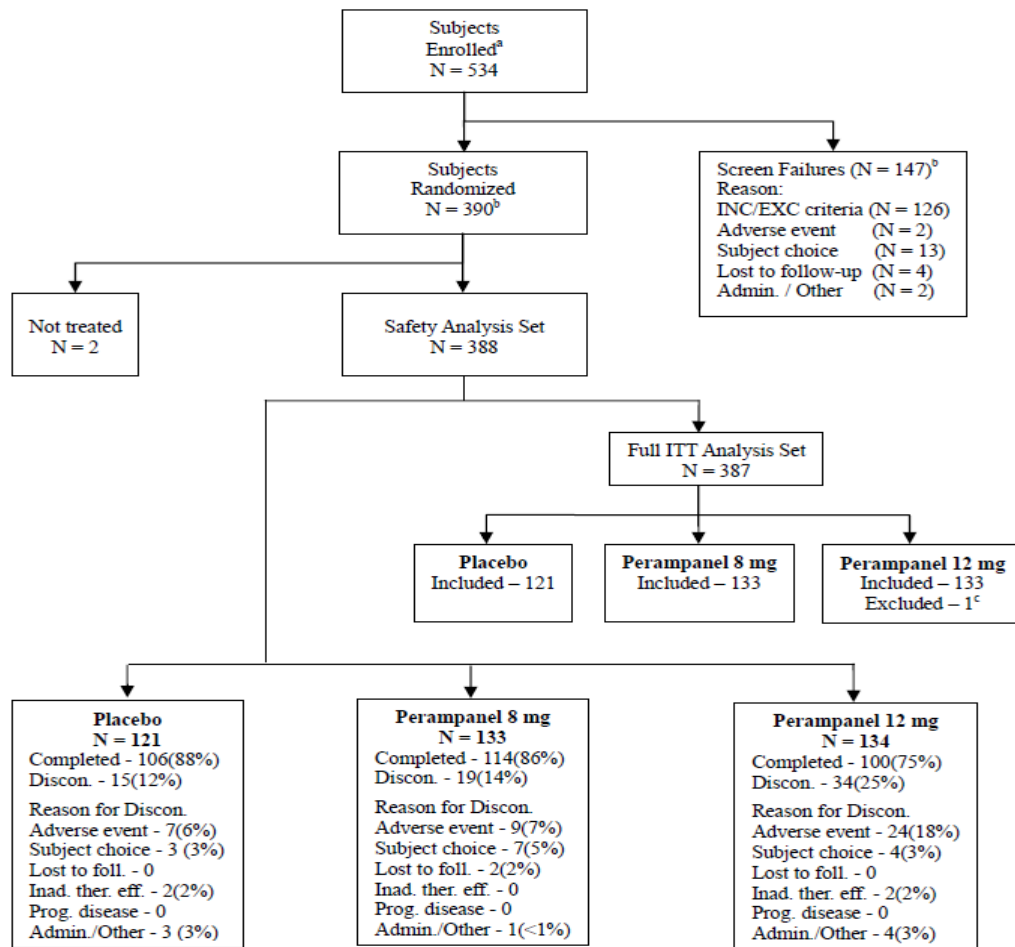 Subjects
Enrolledᵃ
N = 534
Subjects
Randomized
N = 390ᵇ
Screen Failures (N = 147)ᵇ
Reason:
INC/EXC criteria (N = 126)
Adverse event (N = 2)
Subject choice (N = 13)
Lost to follow-up (N = 4)
Admin. / Other (N = 2)
Not treated
N = 2
Safety Analysis Set
N = 388
Full ITT Analysis Set
N = 387
Placebo
Included – 121
Perampanel 8 mg
Included – 133
Perampanel 12 mg
Included – 133
Excluded – 1ᶜ
Placebo
N = 121
Completed - 106(88%)
Discon. - 15(12%)
Reason for Discon.
Adverse event - 7(6%)
Subject choice - 3 (3%)
Lost to foll. - 0
Inad. ther. eff. - 2(2%)
Prog. disease - 0
Admin./Other - 3 (3%)
Perampanel 8 mg
N = 133
Completed - 114(86%)
Discon. - 19(14%)
Reason for Discon.
Adverse event - 9(7%)
Subject choice - 7(5%)
Lost to foll. - 2(2%)
Inad. ther. eff. - 0
Prog. disease - 0
Admin./Other - 1(<1%)
Perampanel 12 mg
N = 134
Completed - 100(75%)
Discon. - 34(25%)
Reason for Discon.
Adverse event - 24(18%)
Subject choice - 4(3%)
Lost to foll. - 0
Inad. ther. eff. - 2(2%)
Prog. disease - 0
Admin./Other - 4(3%)